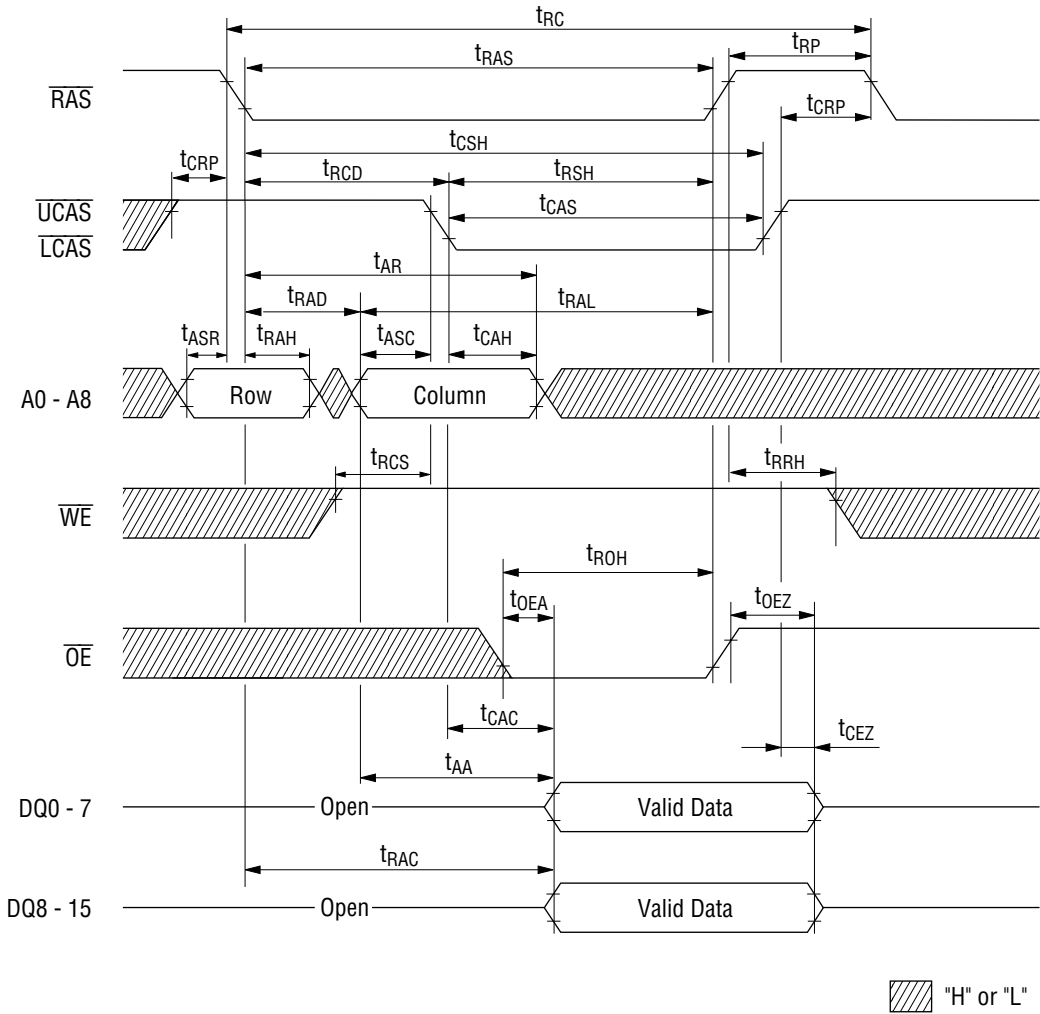 tRC
tRP
tRAS
RAS
tCRP
tCSH
tCRP
tRCD
tRSH
UCAS
tCAS
LCAS
tAR
tRAD
tRAL
tASR
tRAH
tASC
tCAH
A0 - A8
Row
Column
tRCS
tRRH
WE
tROH
tOEA
tOEZ
OE
tCAC
tCEZ
tAA
DQ0 - 7
Open
Valid Data
tRAC
DQ8 - 15
Open
Valid Data
"H" or "L"